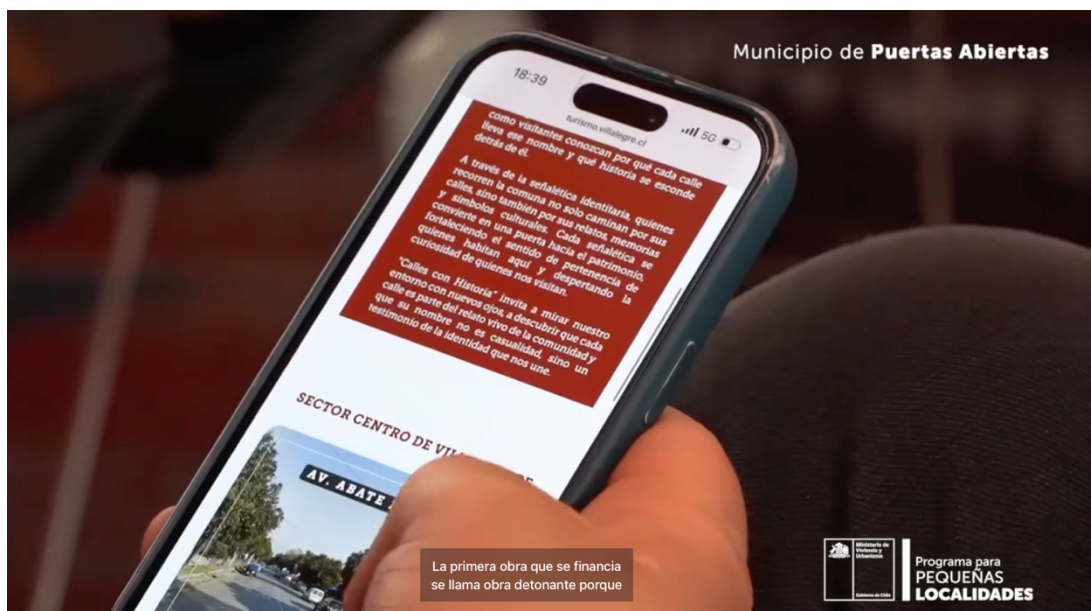 Municipio de Puertas Abiertas
18:39
5G
turismo.villalegre.cl
como visitantes conozcan por qué cada calle
lleva ese nombre y qué historia se esconde
detrás de él.
A través de la señalética identitaria, quienes
recorren la comuna no solo caminan por sus
calles, sino también por sus relatos, memorias
y símbolos culturales. Cada señalética se
convierte en una puerta hacia el patrimonio,
fortaleciendo el sentido de pertenencia de
quienes habitan aquí y despertando la
curiosidad de quienes nos visitan.
"Calles con Historia" invita a mirar nuestro
entorno con nuevos ojos, a descubrir que cada
calle es parte del relato vivo de la comunidad y
que su nombre no es casualidad, sino un
testimonio de la identidad que nos une.
SECTOR CENTRO DE
AV. ABATE
La primera obra que se financia
se llama obra detonante porque
Ministerio de
Vivienda y
Urbanismo
Gobierno de Chile
Programa para
PEQUEÑAS
LOCALIDADES